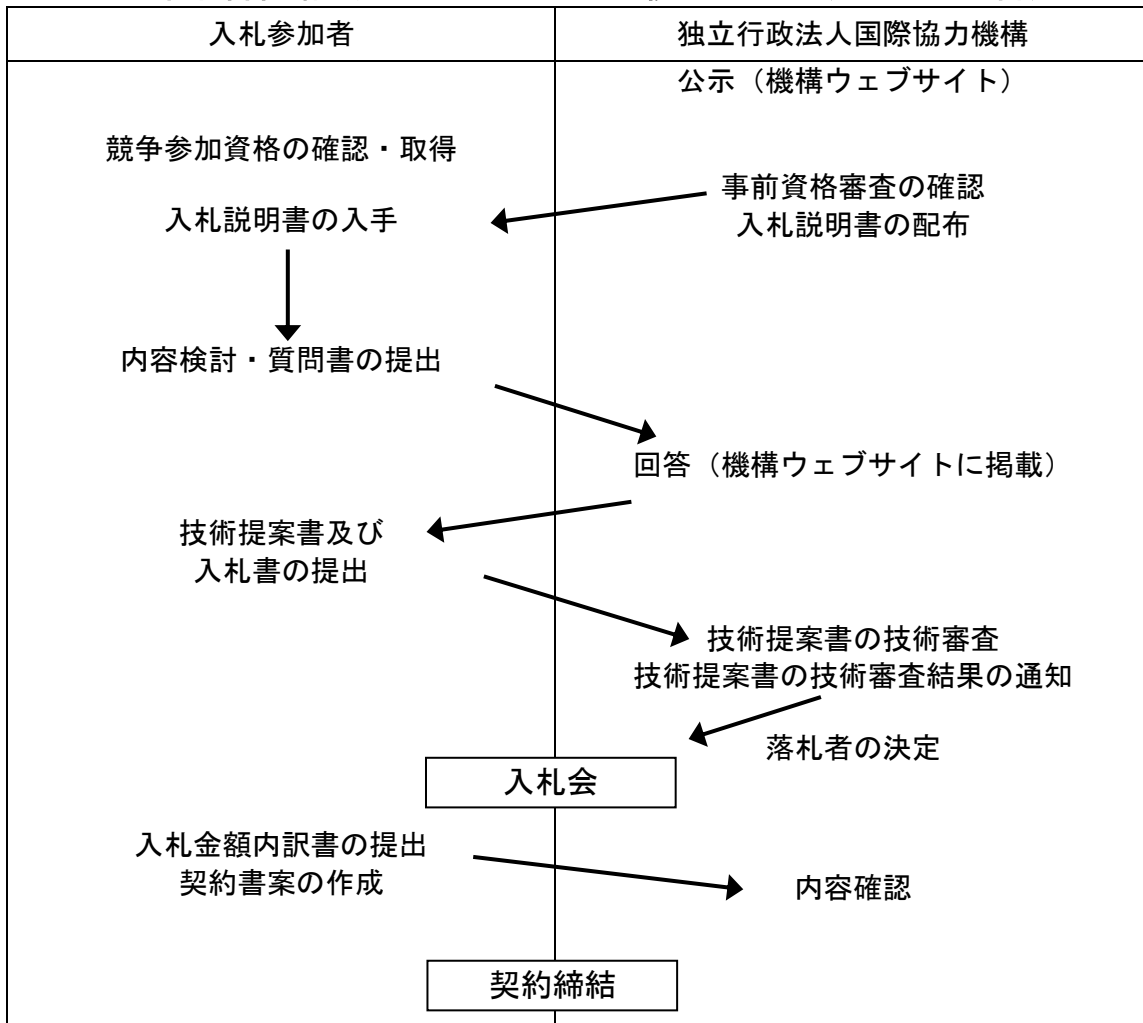 入札参加者
独立行政法人国際協力機構
公示（機構ウェブサイト）
競争参加資格の確認・取得
事前資格審査の確認
入札説明書の配布
入札説明書の入手
内容検討・質問書の提出
回答（機構ウェブサイトに掲載）
技術提案書及び
入札書の提出
技術提案書の技術審査
技術提案書の技術審査結果の通知
落札者の決定
入札会
入札金額内訳書の提出
契約書案の作成
内容確認
契約締結